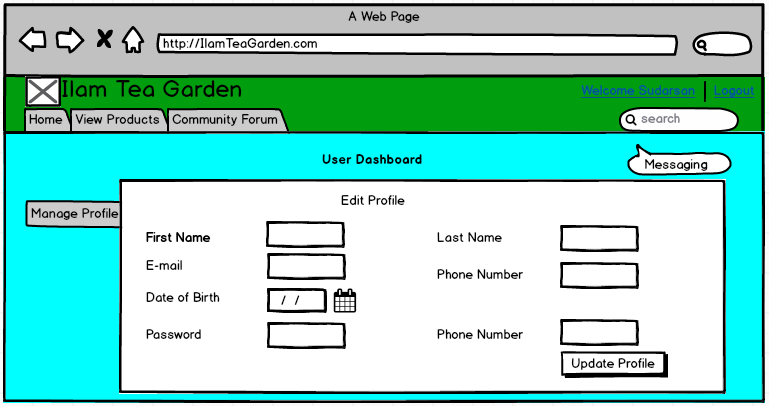 A Web Page
http://IlamTeaGarden.com
Ilam Tea Garden
Welcome Sudarsan Logout
Home View Products Community Forum
search
User Dashboard
Messaging
Manage Profile
Edit Profile
First Name
Last Name
E-mail
Phone Number
Date of Birth
/ /
Password
Phone Number
Update Profile